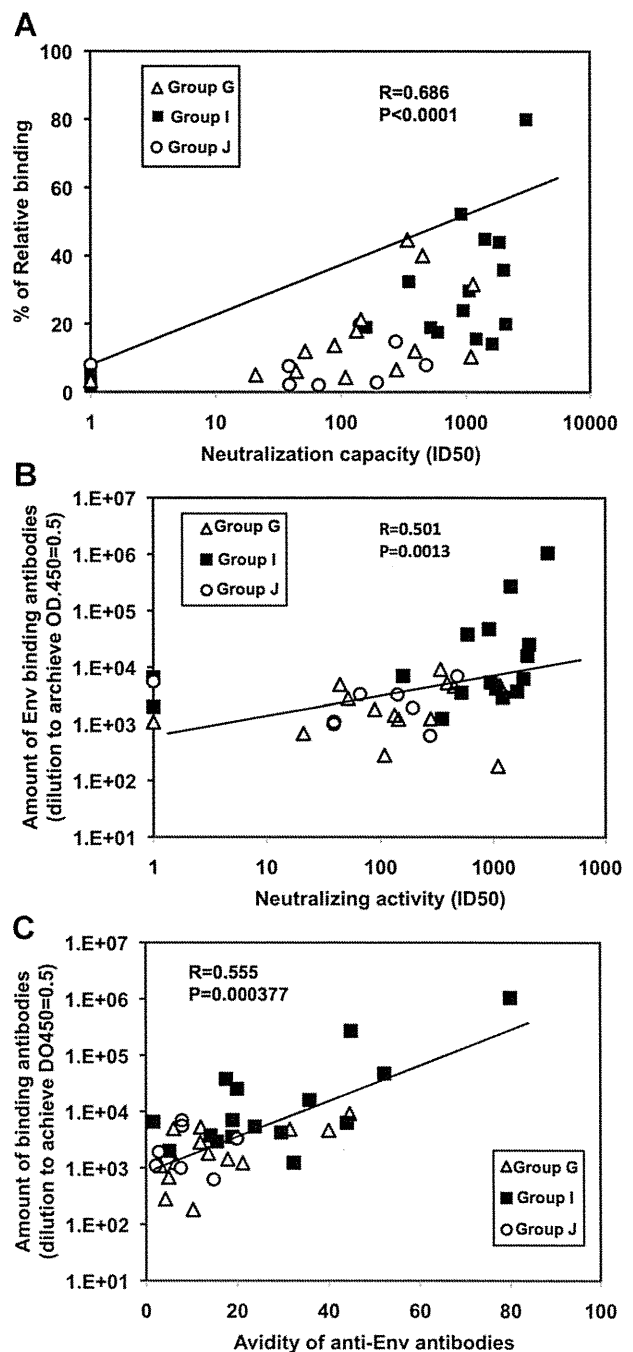 A
100
80
60
40
20
0
% of Relative binding
Group G
Group I
Group J
R=0.686
P<0.0001
1
10
100
1000
10000
Neutralization capacity (ID50)
B
1.E+07
1.E+06
1.E+05
1.E+04
1.E+03
1.E+02
1.E+01
Amount of Env binding antibodies
(dilution to archieve OD.450=0.5)
Group G
Group I
Group J
R=0.501
P=0.0013
1
10
100
1000
1000
Neutralizing activity (ID50)
C
1.E+07
1.E+06
1.E+05
1.E+04
1.E+03
1.E+02
1.E+01
Amount of binding antibodies
(dilution to achieve DO450=0.5)
R=0.555
P=0.000377
Group G
Group I
Group J
0
20
40
60
80
100
Avidity of anti-Env antibodies